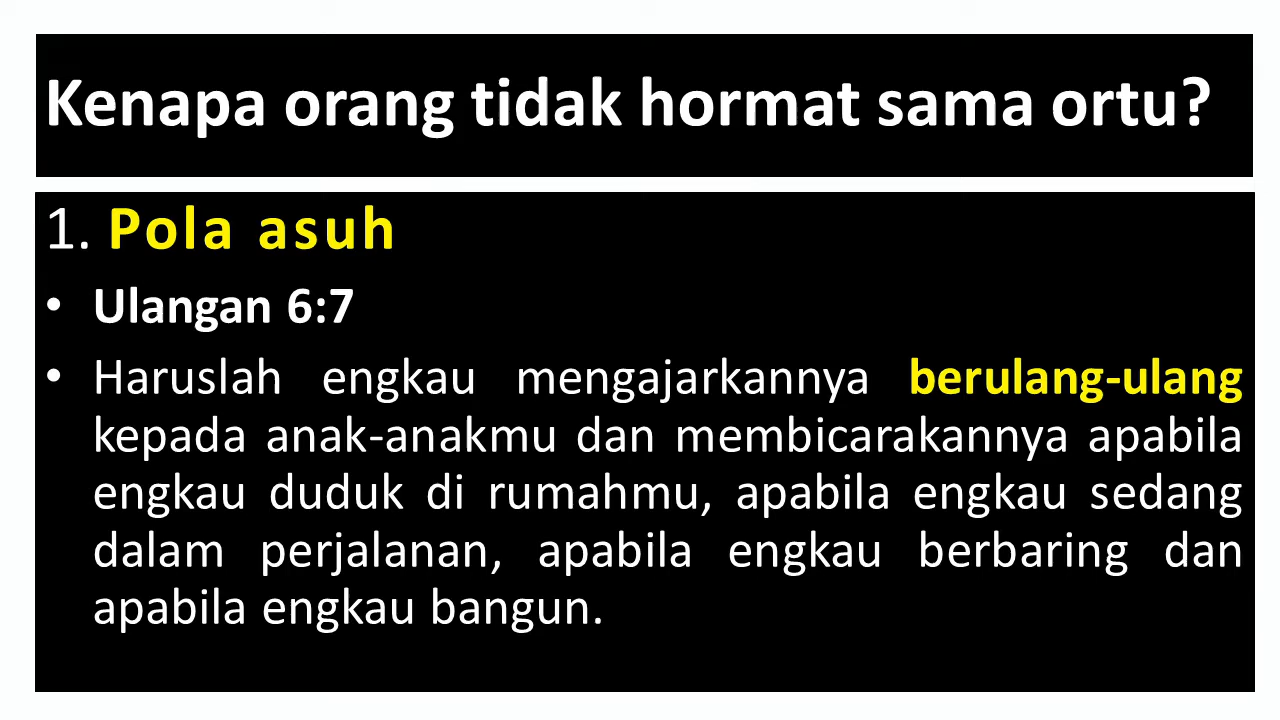 Kenapa orang tidak hormat sama ortu?
1. Pola asuh
• Ulangan 6:7
• Haruslah engkau mengajarkannya berulang-ulang
kepada anak-anakmu dan membicarakannya apabila
engkau duduk di rumahmu, apabila engkau sedang
dalam perjalanan, apabila engkau berbaring dan
apabila engkau bangun.